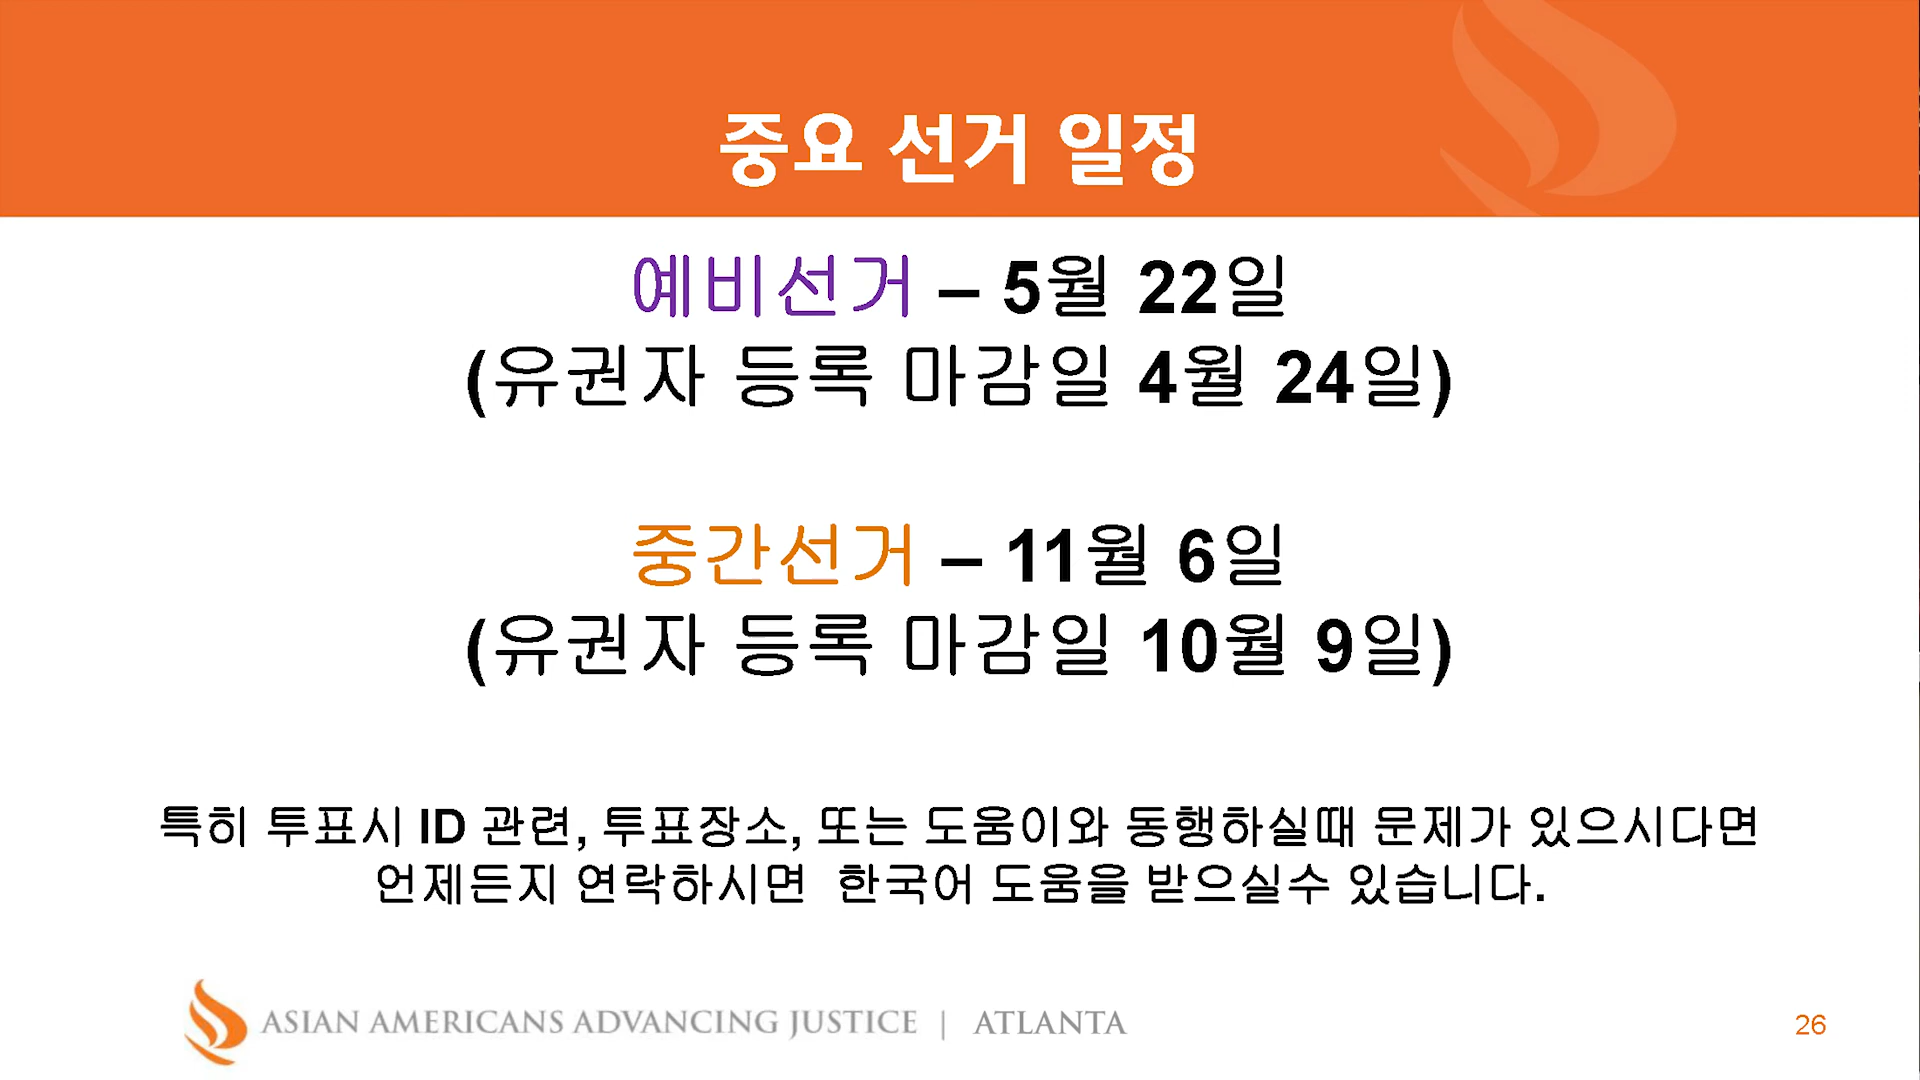 중요 선거 일정
예비선거 – 5월 22일
(유권자 등록 마감일 4월 24일)
중간선거 – 11월 6일
(유권자 등록 마감일 10월 9일)
특히 투표시 ID 관련, 투표장소, 또는 도움이와 동행하실때 문제가 있으시다면
언제든지 연락하시면 한국어 도움을 받으실수 있습니다.
ASIAN AMERICANS ADVANCING JUSTICE | ATLANTA
26